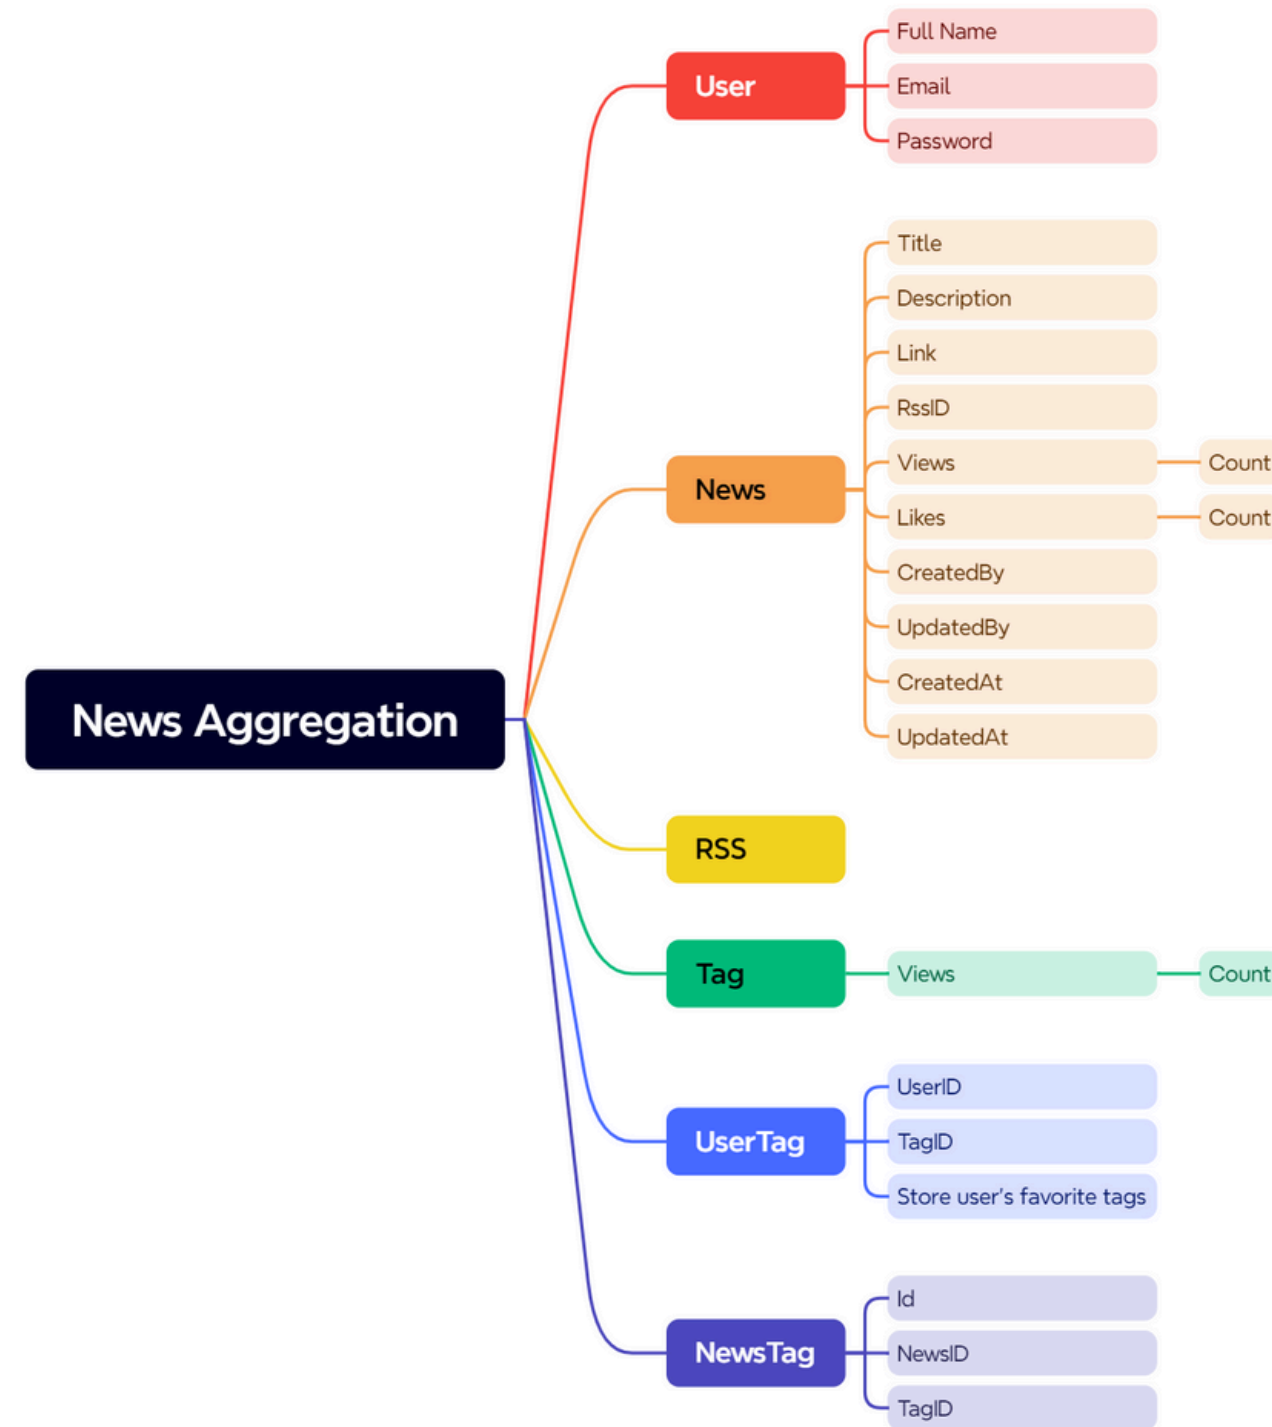 News Aggregation
User
Full Name
Email
Password
News
Title
Description
Link
RssID
Views
Count
Likes
Count
CreatedBy
UpdatedBy
CreatedAt
UpdatedAt
RSS
Tag
Views
Count
UserTag
UserID
TagID
Store user's favorite tags
NewsTag
Id
NewsID
TagID